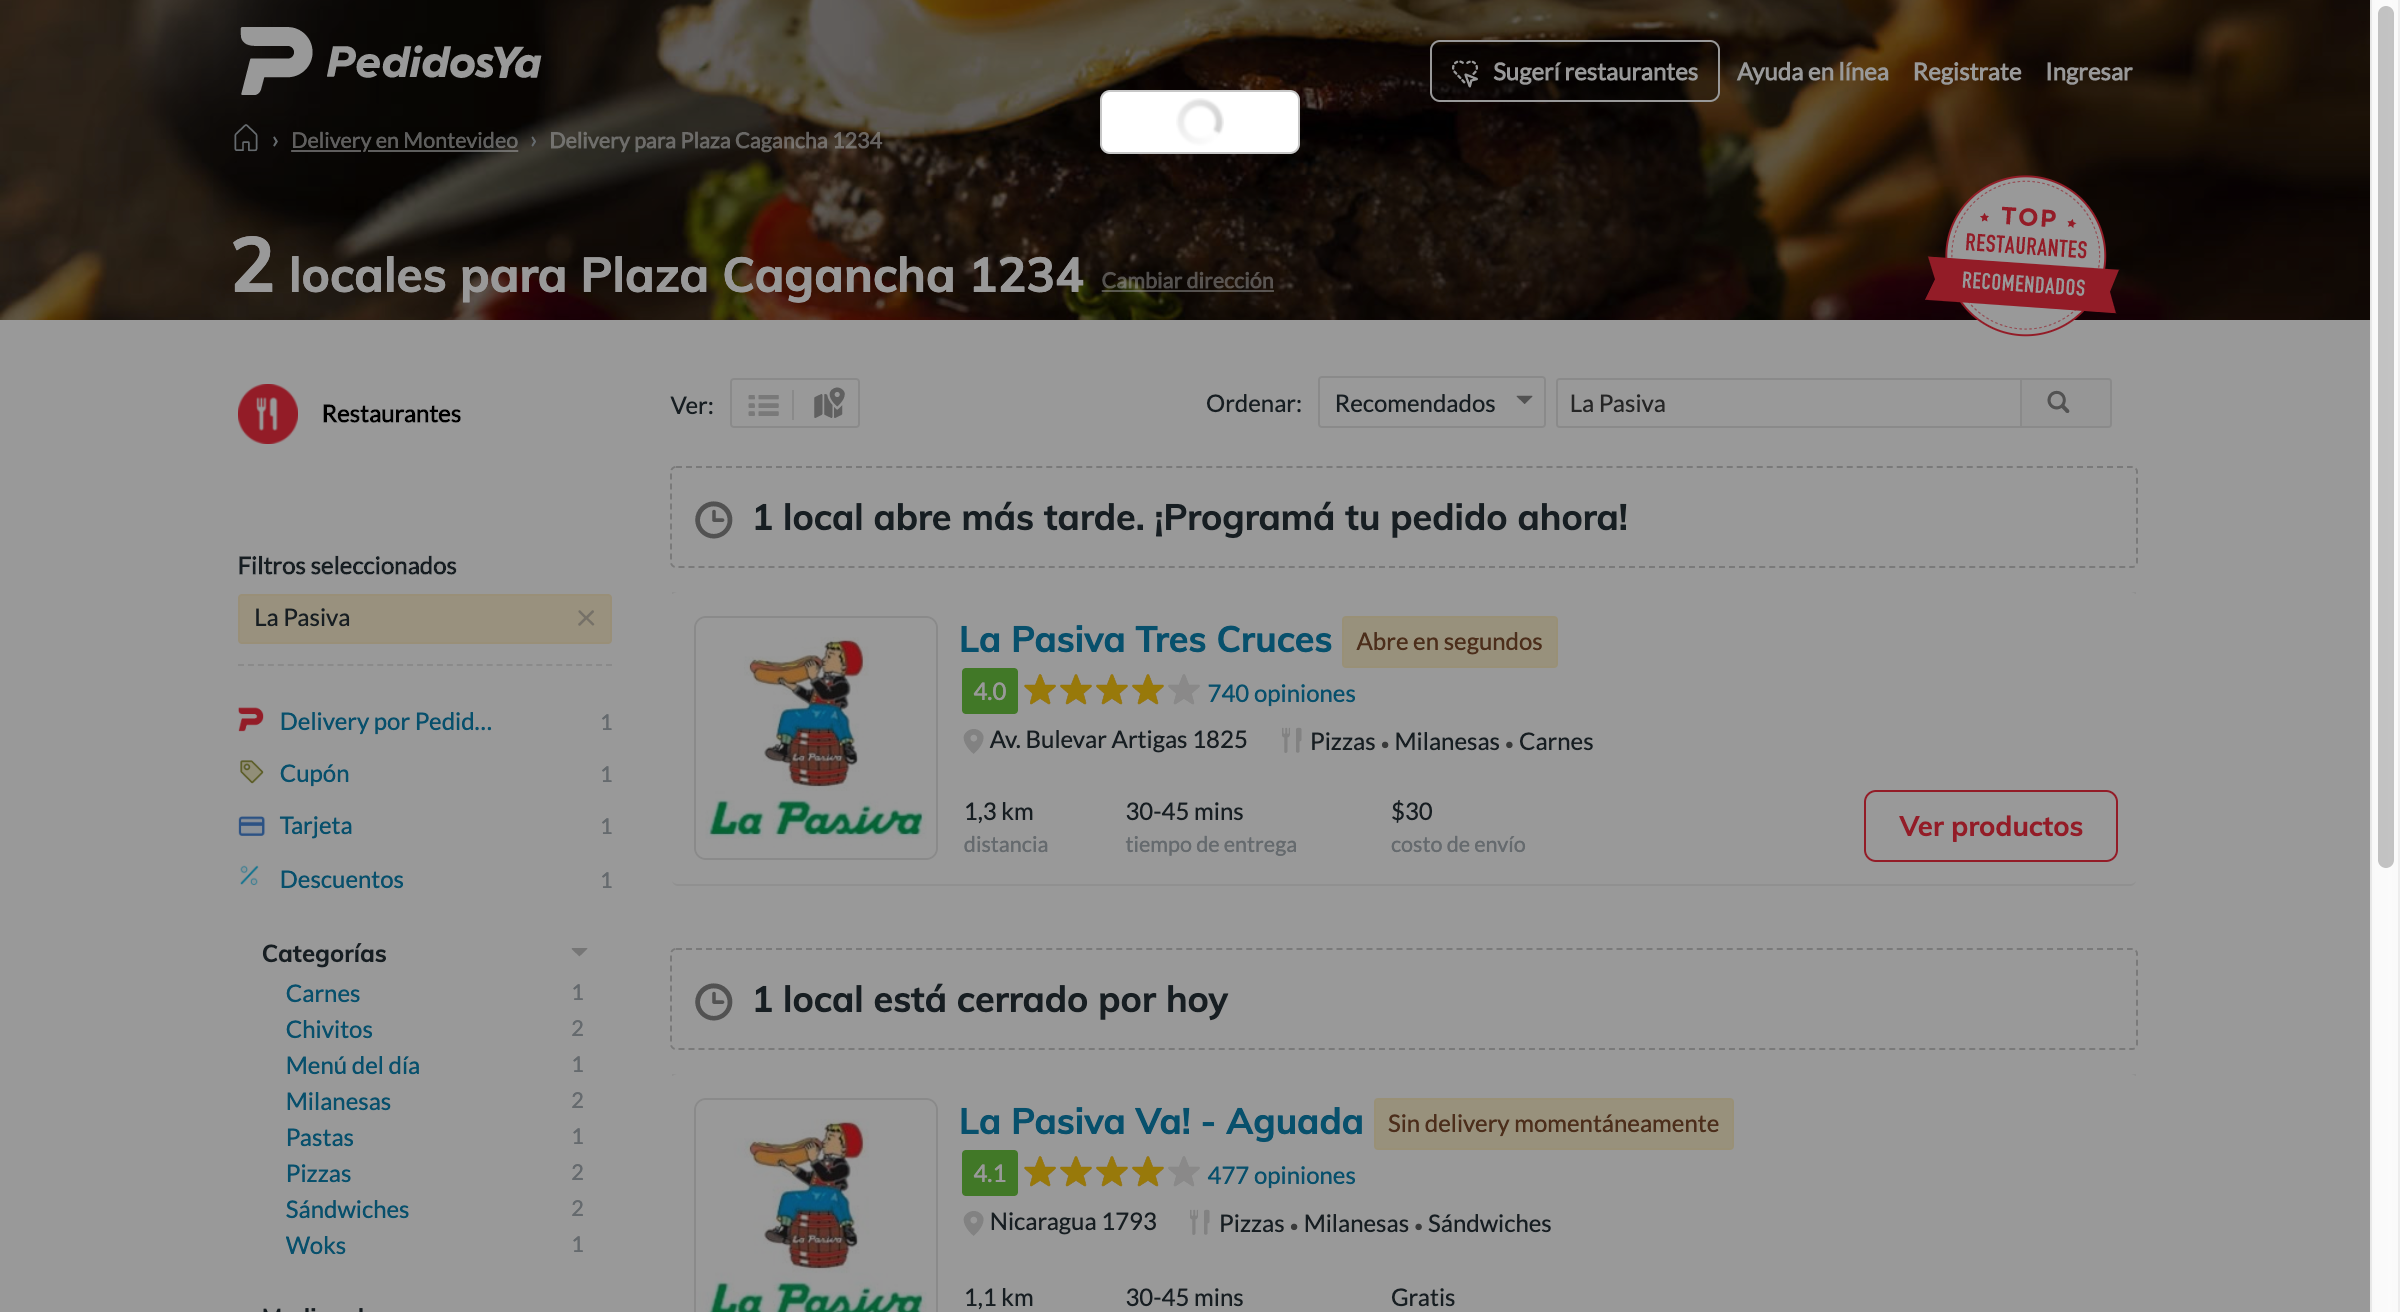 PedidosYa
Sugerí restaurantes
Ayuda en línea
Registrate
Ingresar
› Delivery en Montevideo › Delivery para Plaza Cagancha 1234
2 locales para Plaza Cagancha 1234 Cambiar dirección
★ TOP ★
RESTAURANTES
RECOMENDADOS
Restaurantes
Ver:
Ordenar: Recomendados
La Pasiva
Filtros seleccionados
La Pasiva
Delivery por Pedid... 1
Cupón 1
Tarjeta 1
Descuentos 1
Categorías
Carnes 1
Chivitos 2
Menú del día 1
Milanesas 2
Pastas 1
Pizzas 2
Sándwiches 2
Woks 1
1 local abre más tarde. ¡Programá tu pedido ahora!
La Pasiva
La Pasiva
La Pasiva Tres Cruces Abre en segundos
4.0 740 opiniones
Av. Bulevar Artigas 1825 Pizzas • Milanesas • Carnes
1,3 km 30-45 mins $30
distancia tiempo de entrega costo de envío
Ver productos
1 local está cerrado por hoy
La Pasiva
La Pasiva
La Pasiva Va! - Aguada Sin delivery momentáneamente
4.1 477 opiniones
Nicaragua 1793 Pizzas • Milanesas • Sándwiches
1,1 km 30-45 mins Gratis